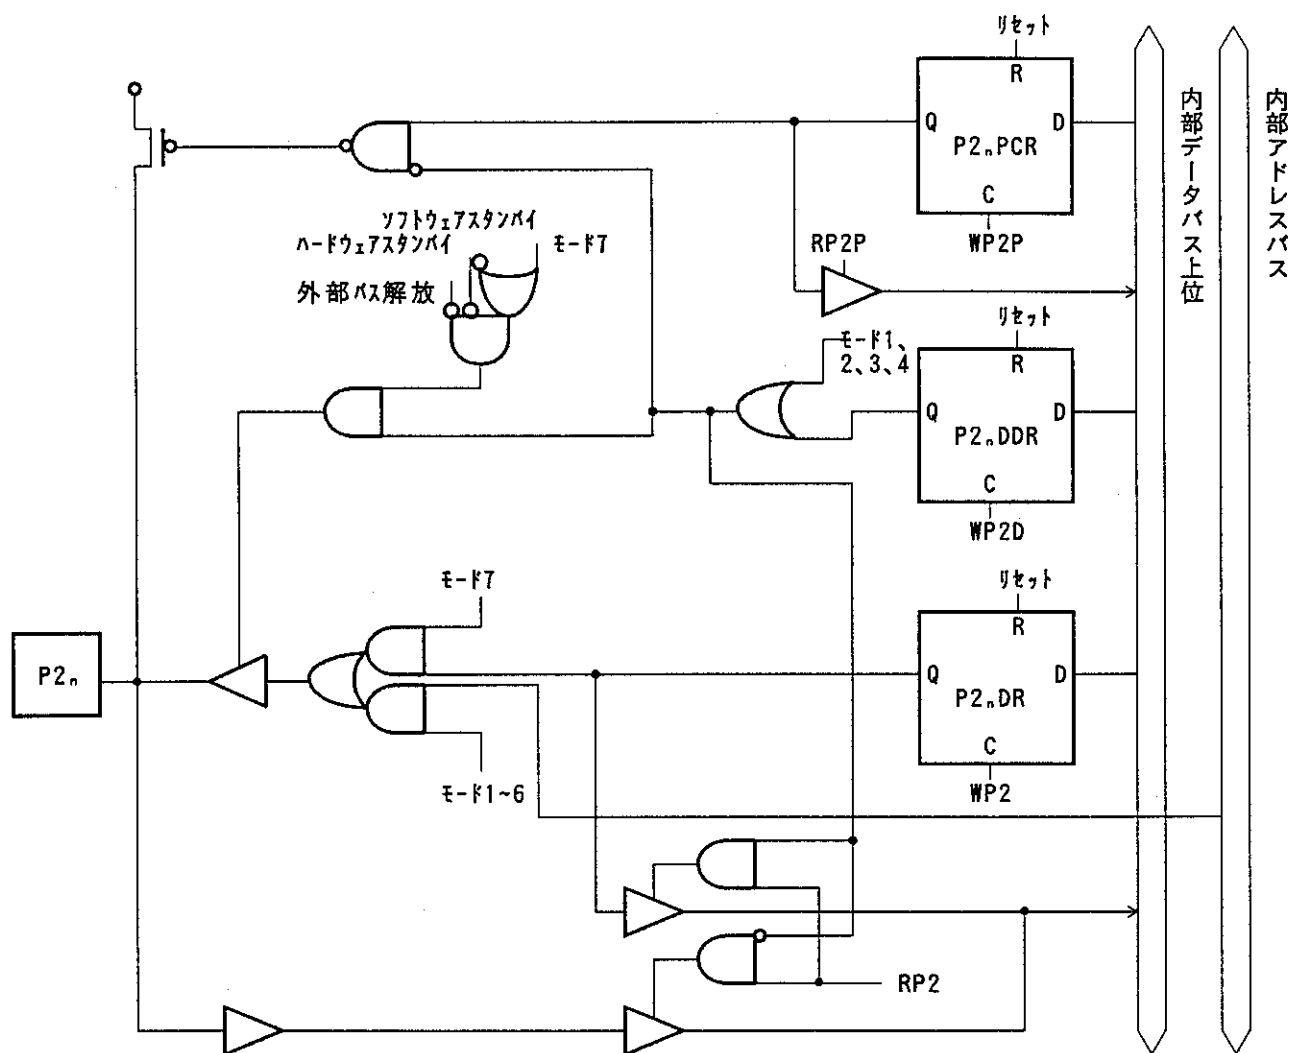 リセット
R
Q
D
P2nPCR
C
WP2P
内部データバス上位
内部アドレスバス
ソフトウェアスタンバイ
ハードウェアスタンバイ
モード7
外部バス解放
RP2P
リセット
モード1、
2、3、4
R
Q
D
P2nDDR
C
WP2D
モード7
リセット
R
P2n
Q
D
P2nDR
C
モード1~6
WP2
RP2